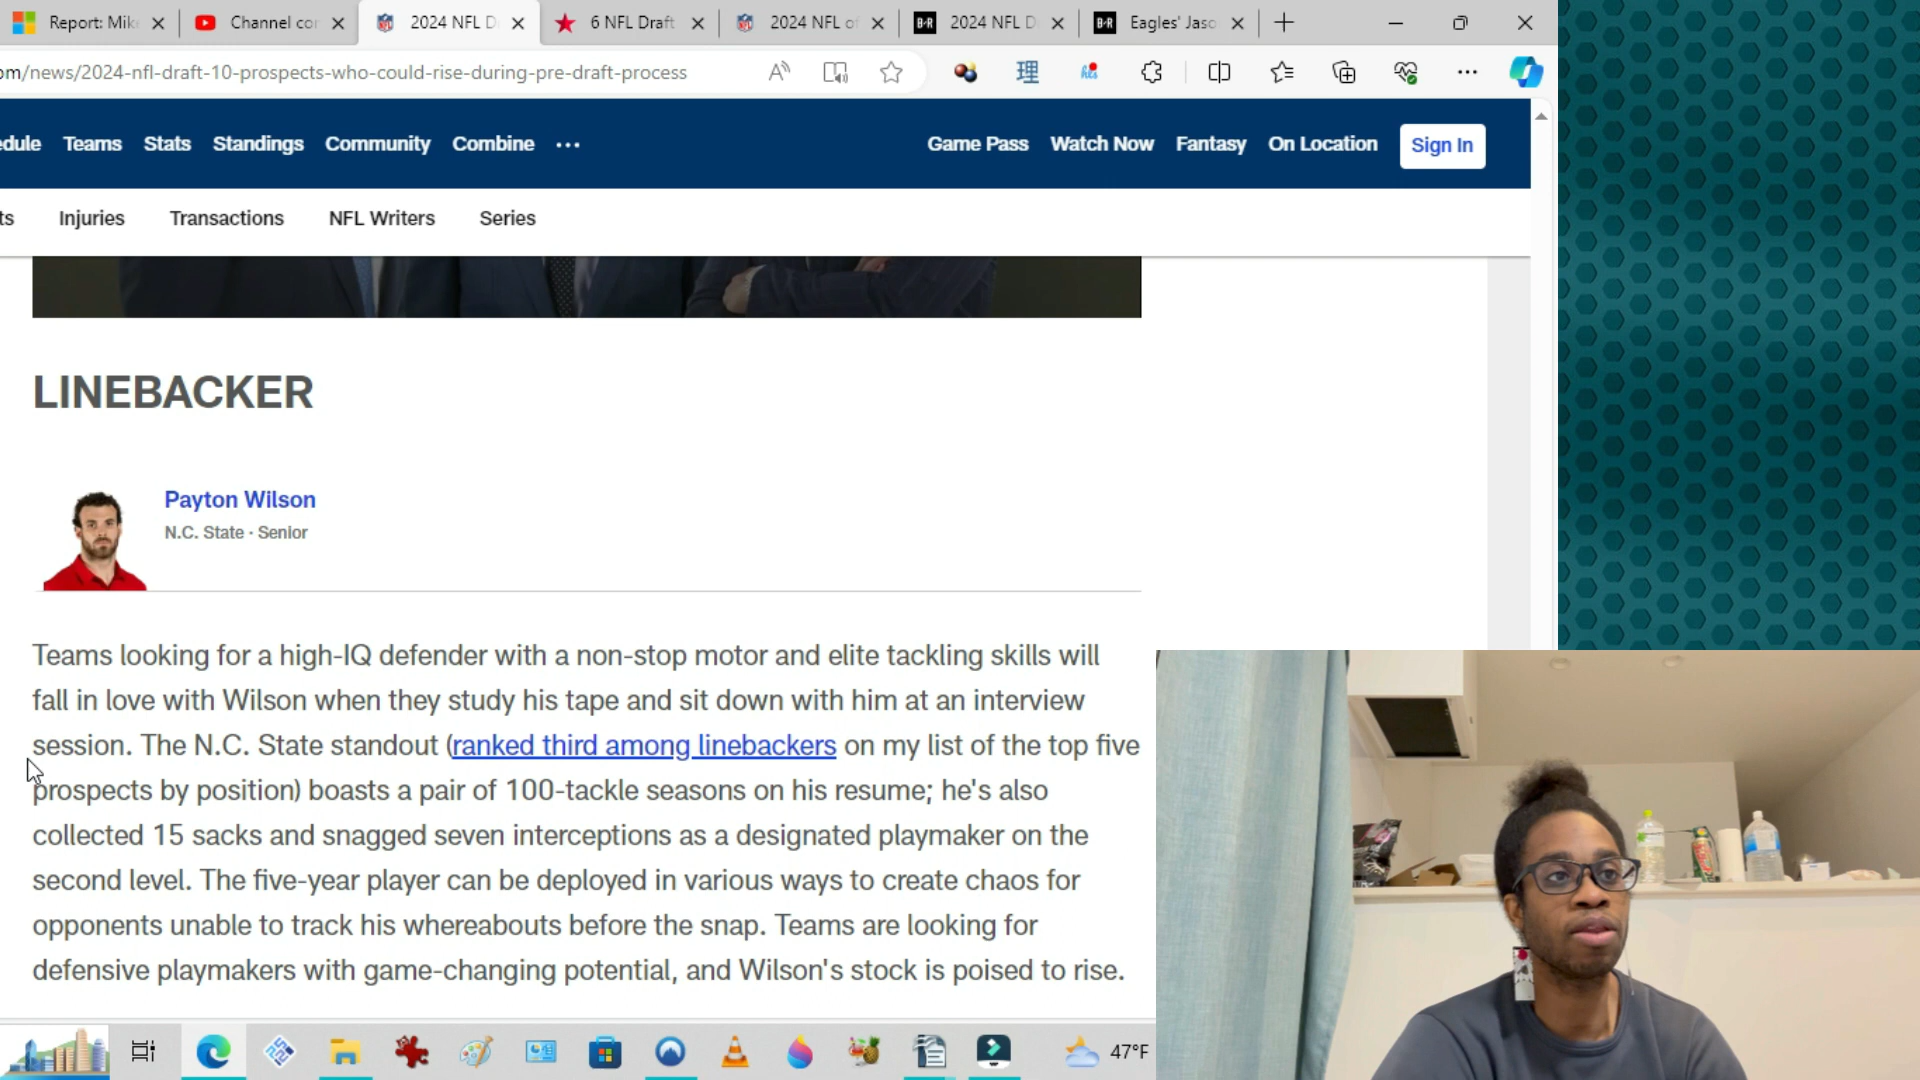 Report: Mik
Channel co
2024 NFL D
6 NFL Draft
2024 NFL o
B·R 2024 NFL D
B·R Eagles' Jaso
om/news/2024-nfl-draft-10-prospects-who-could-rise-during-pre-draft-process
理
edule Teams Stats Standings Community Combine ···
Game Pass Watch Now Fantasy On Location Sign In
ts Injuries Transactions NFL Writers Series
LINEBACKER
Payton Wilson
N.C. State · Senior
Teams looking for a high-IQ defender with a non-stop motor and elite tackling skills will
fall in love with Wilson when they study his tape and sit down with him at an interview
session. The N.C. State standout (ranked third among linebackers on my list of the top five
prospects by position) boasts a pair of 100-tackle seasons on his resume; he's also
collected 15 sacks and snagged seven interceptions as a designated playmaker on the
second level. The five-year player can be deployed in various ways to create chaos for
opponents unable to track his whereabouts before the snap. Teams are looking for
defensive playmakers with game-changing potential, and Wilson's stock is poised to rise.
47°F